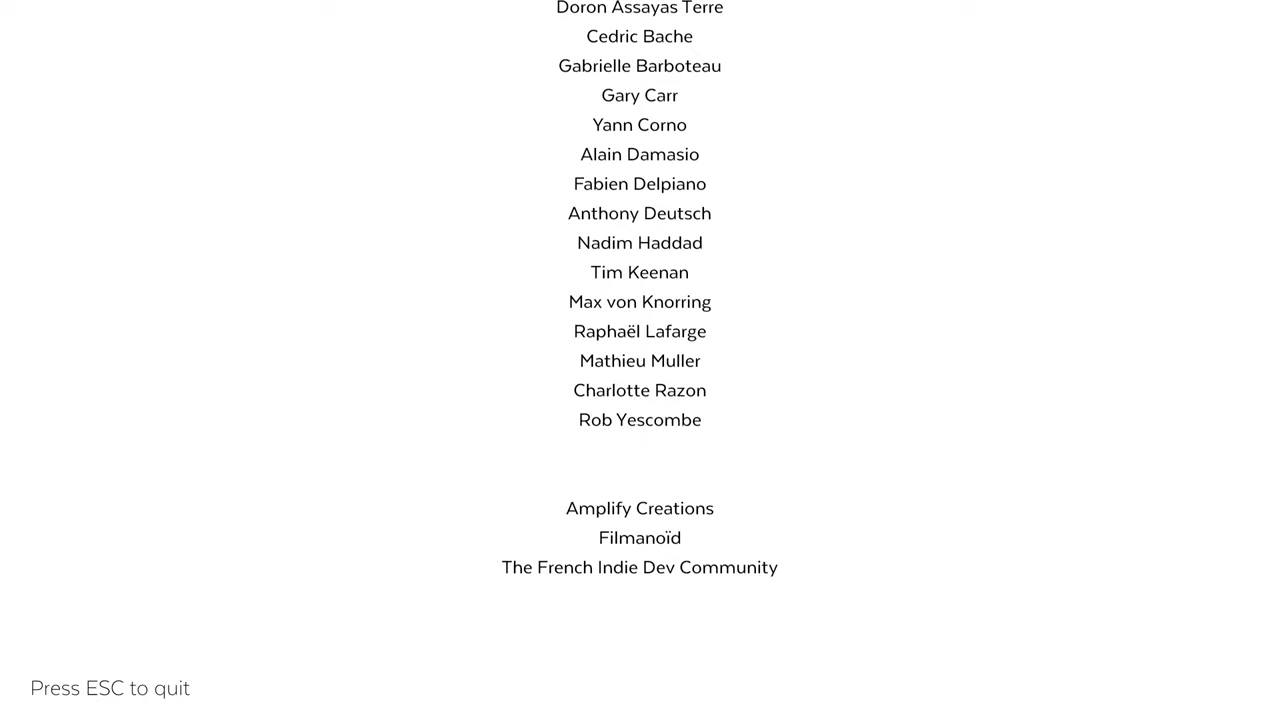 Doron Assayas Terre
Cedric Bache
Gabrielle Barboteau
Gary Carr
Yann Corno
Alain Damasio
Fabien Delpiano
Anthony Deutsch
Nadim Haddad
Tim Keenan
Max von Knorring
Raphaël Lafarge
Mathieu Muller
Charlotte Razon
Rob Yescombe
Amplify Creations
Filmanoïd
The French Indie Dev Community
Press ESC to quit